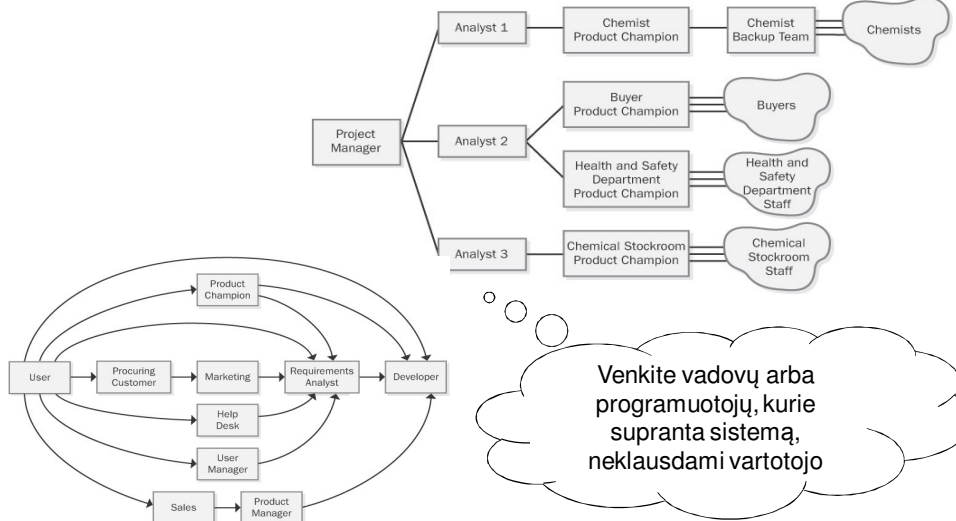 Analyst 1
Chemist
Product Champion
Chemist
Backup Team
Chemists
Project
Manager
Analyst 2
Buyer
Product Champion
Buyers
Health and Safety
Department
Product Champion
Health and
Safety
Department
Staff
Analyst 3
Chemical Stockroom
Product Champion
Chemical
Stockroom
Staff
Product
Champion
User
Procuring
Customer
Marketing
Requirements
Analyst
Developer
Help
Desk
User
Manager
Sales
Product
Manager
Venkite vadovų arba
programuotojų, kurie
supranta sistemą,
neklausdami vartotojo